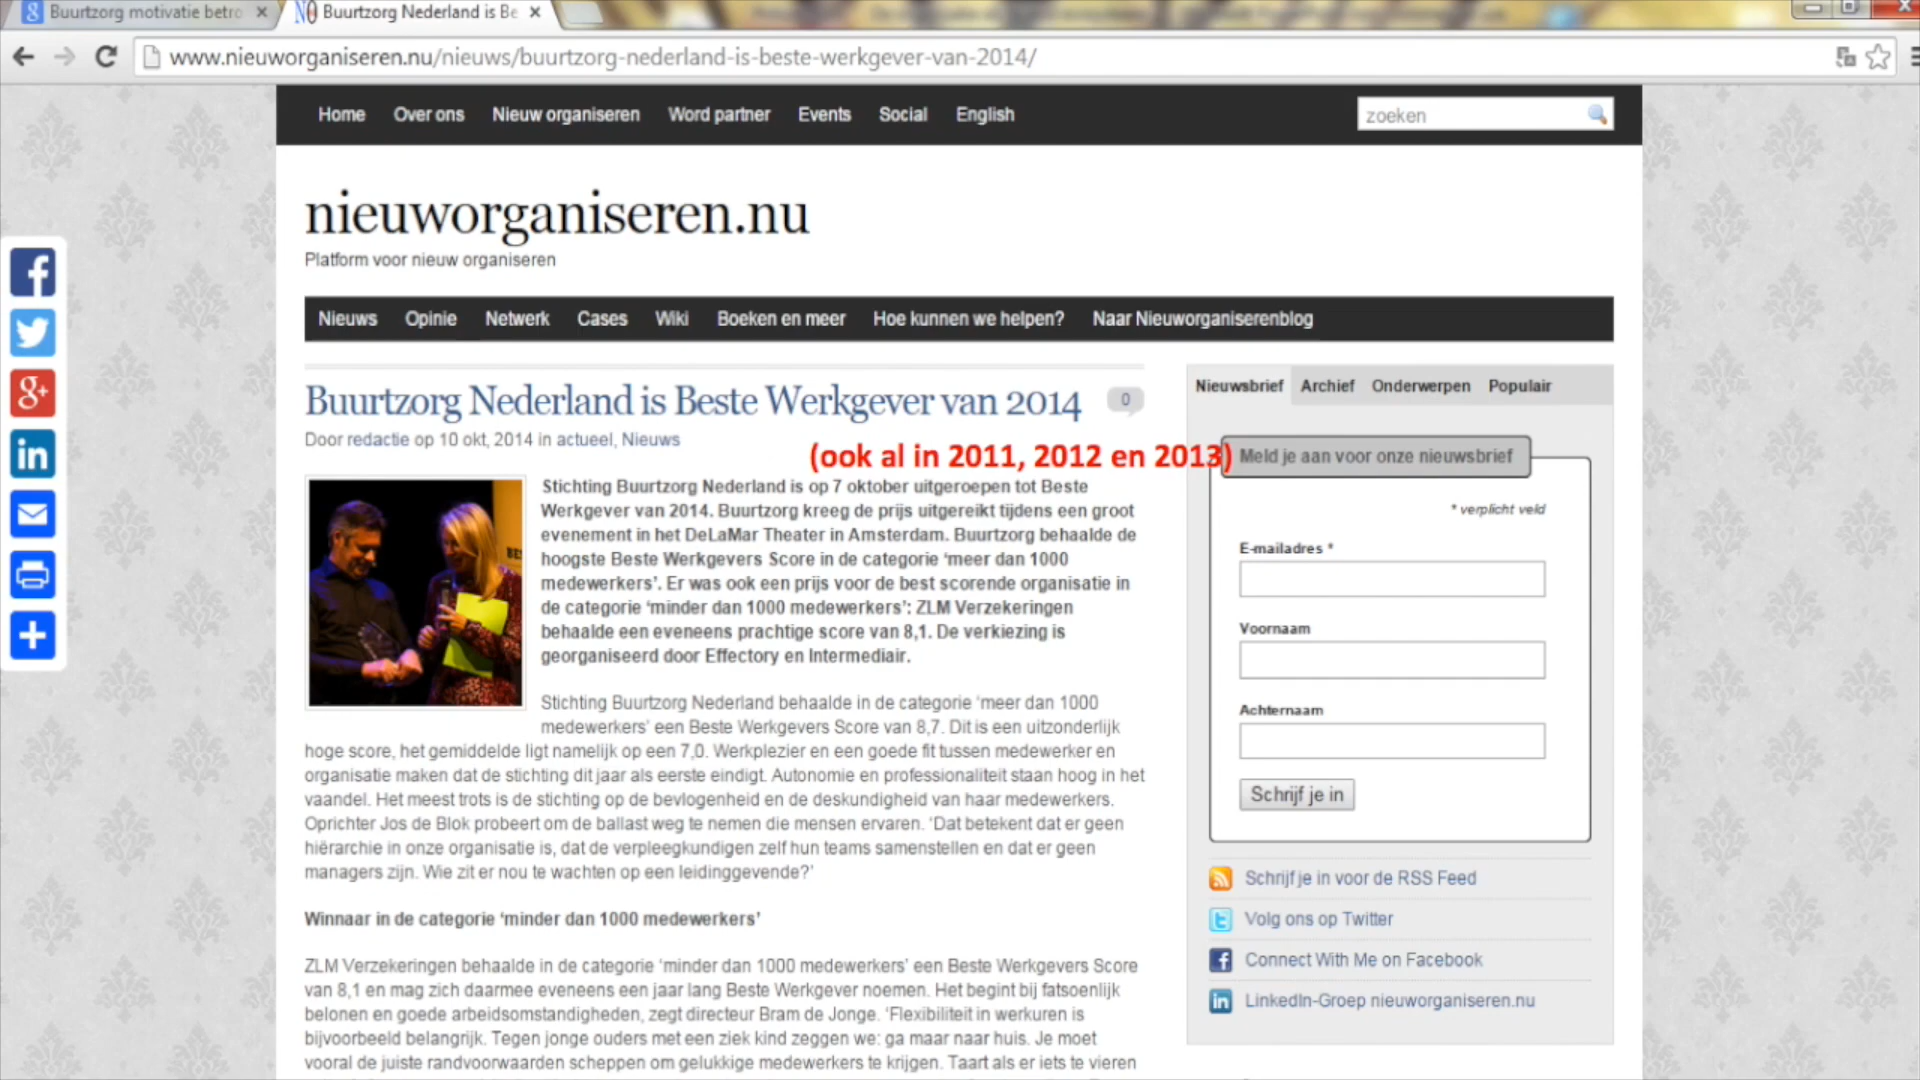 Buurtzorg motivatie betro
Buurtzorg Nederland is Be
www.nieuworganiseren.nu/nieuws/buurtzorg-nederland-is-beste-werkgever-van-2014/
Home Over ons Nieuw organiseren Word partner Events Social English
zoeken
nieuworganiseren.nu
Platform voor nieuw organiseren
Nieuws Opinie Netwerk Cases Wiki Boeken en meer Hoe kunnen we helpen? Naar Nieuworganiserenblog
Buurtzorg Nederland is Beste Werkgever van 2014
0
Door redactie op 10 okt, 2014 in actueel, Nieuws
(ook al in 2011, 2012 en 2013)
Stichting Buurtzorg Nederland is op 7 oktober uitgeroepen tot Beste
Werkgever van 2014. Buurtzorg kreeg de prijs uitgereikt tijdens een groot
evenement in het DeLaMar Theater in Amsterdam. Buurtzorg behaalde de
hoogste Beste Werkgevers Score in de categorie ‘meer dan 1000
medewerkers’. Er was ook een prijs voor de best scorende organisatie in
de categorie ‘minder dan 1000 medewerkers’: ZLM Verzekeringen
behaalde een eveneens prachtige score van 8,1. De verkiezing is
georganiseerd door Effectory en Intermediair.
Stichting Buurtzorg Nederland behaalde in de categorie ‘meer dan 1000
medewerkers’ een Beste Werkgevers Score van 8,7. Dit is een uitzonderlijk
hoge score, het gemiddelde ligt namelijk op een 7,0. Werkplezier en een goede fit tussen medewerker en
organisatie maken dat de stichting dit jaar als eerste eindigt. Autonomie en professionaliteit staan hoog in het
vaandel. Het meest trots is de stichting op de bevlogenheid en de deskundigheid van haar medewerkers.
Oprichter Jos de Blok probeert om de ballast weg te nemen die mensen ervaren. ‘Dat betekent dat er geen
hiërarchie in onze organisatie is, dat de verpleegkundigen zelf hun teams samenstellen en dat er geen
managers zijn. Wie zit er nou te wachten op een leidinggevende?’
Winnaar in de categorie ‘minder dan 1000 medewerkers’
ZLM Verzekeringen behaalde in de categorie ‘minder dan 1000 medewerkers’ een Beste Werkgevers Score
van 8,1 en mag zich daarmee eveneens een jaar lang Beste Werkgever noemen. Het begint bij fatsoenlijk
belonen en goede arbeidsomstandigheden, zegt directeur Bram de Jonge. ‘Flexibiliteit in werkuren is
bijvoorbeeld belangrijk. Tegen jonge ouders met een ziek kind zeggen we: ga maar naar huis. Je moet
vooral de juiste randvoorwaarden scheppen om gelukkige medewerkers te krijgen. Taart als er iets te vieren
Nieuwsbrief Archief Onderwerpen Populair
Meld je aan voor onze nieuwsbrief
* verplicht veld
E-mailadres *
Voornaam
Achternaam
Schrijf je in
Schrijf je in voor de RSS Feed
Volg ons op Twitter
Connect With Me on Facebook
LinkedIn-Groep nieuworganiseren.nu